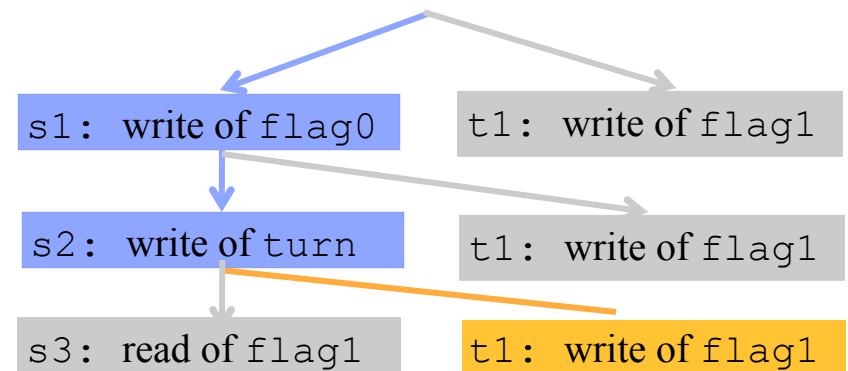 s1: write of flag0
t1: write of flag1
s2: write of turn
t1: write of flag1
s3: read of flag1
t1: write of flag1